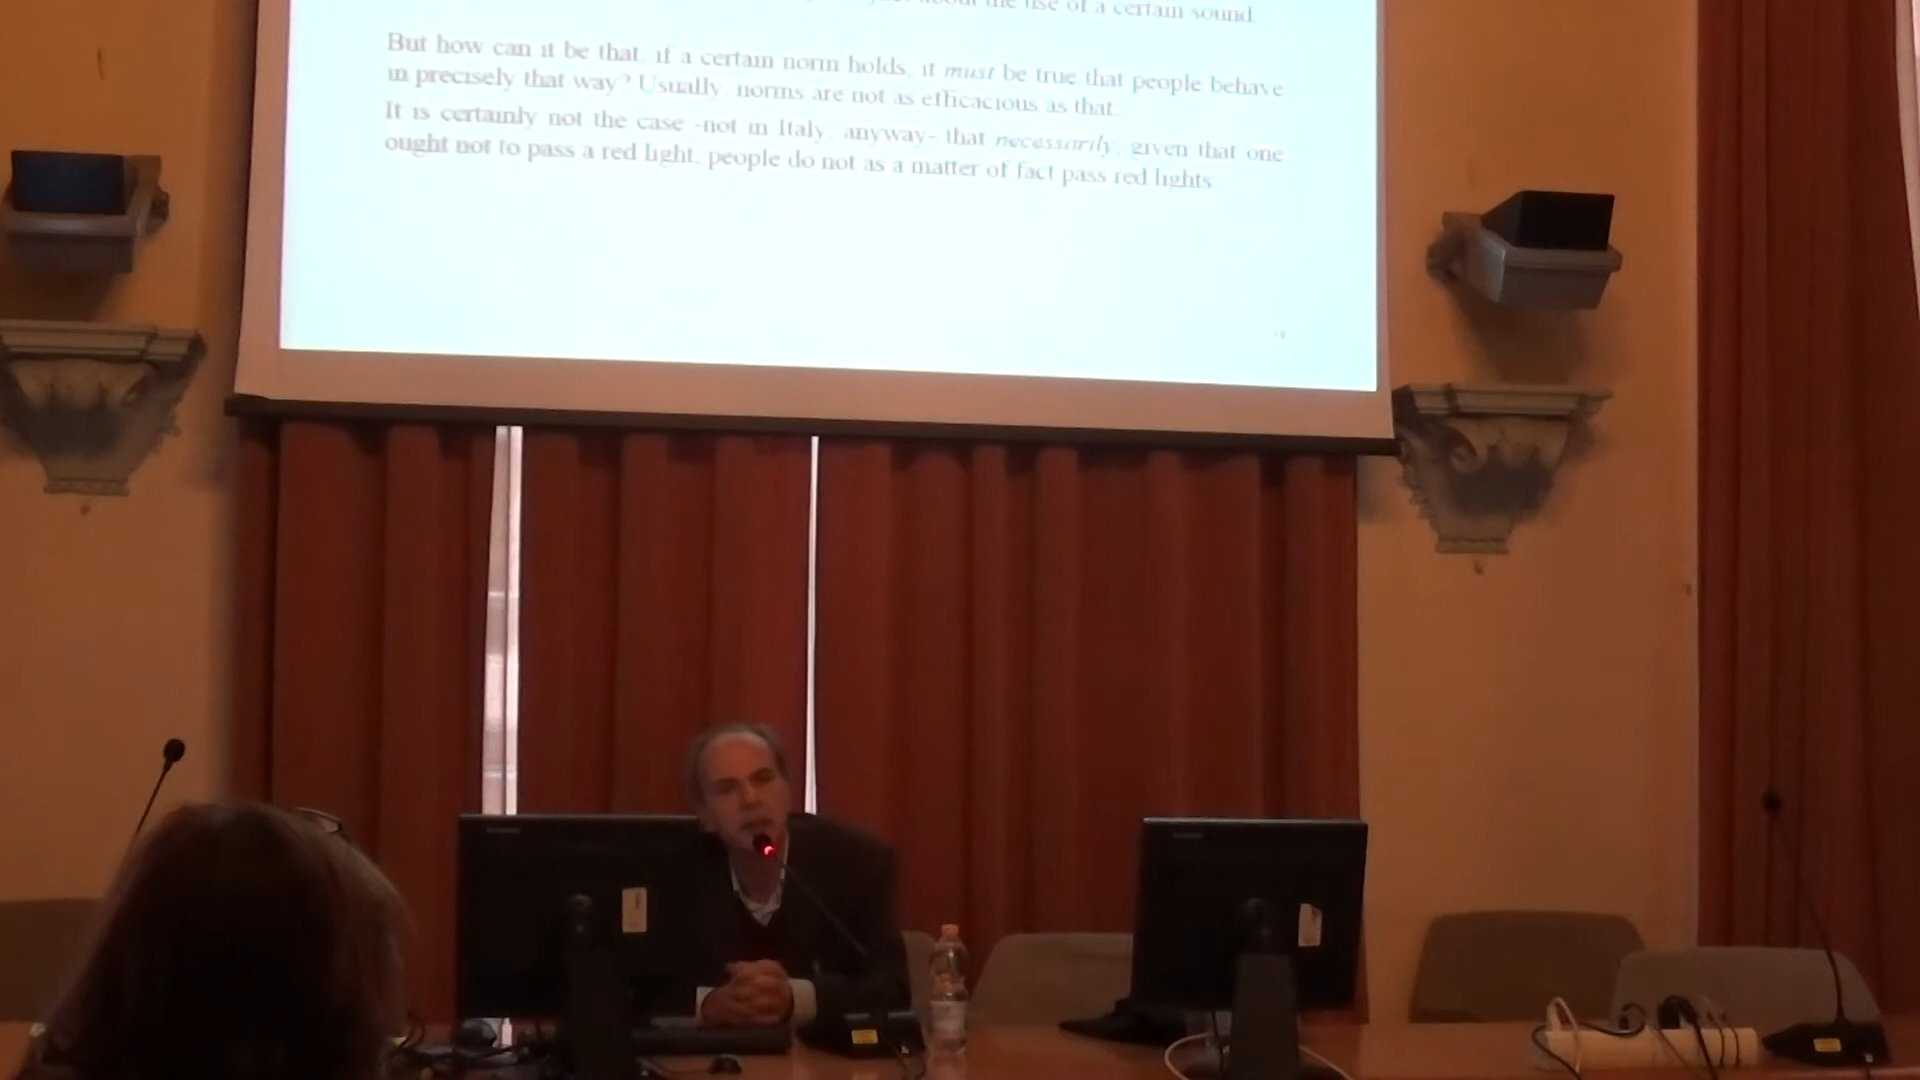 the use of a certain sound.
But how can it be that, if a certain norm holds, it must be true that people behave
in precisely that way? Usually, norms are not as efficacious as that.
It is certainly not the case -not in Italy, anyway- that necessarily, given that one
ought not to pass a red light, people do not as a matter of fact pass red lights.